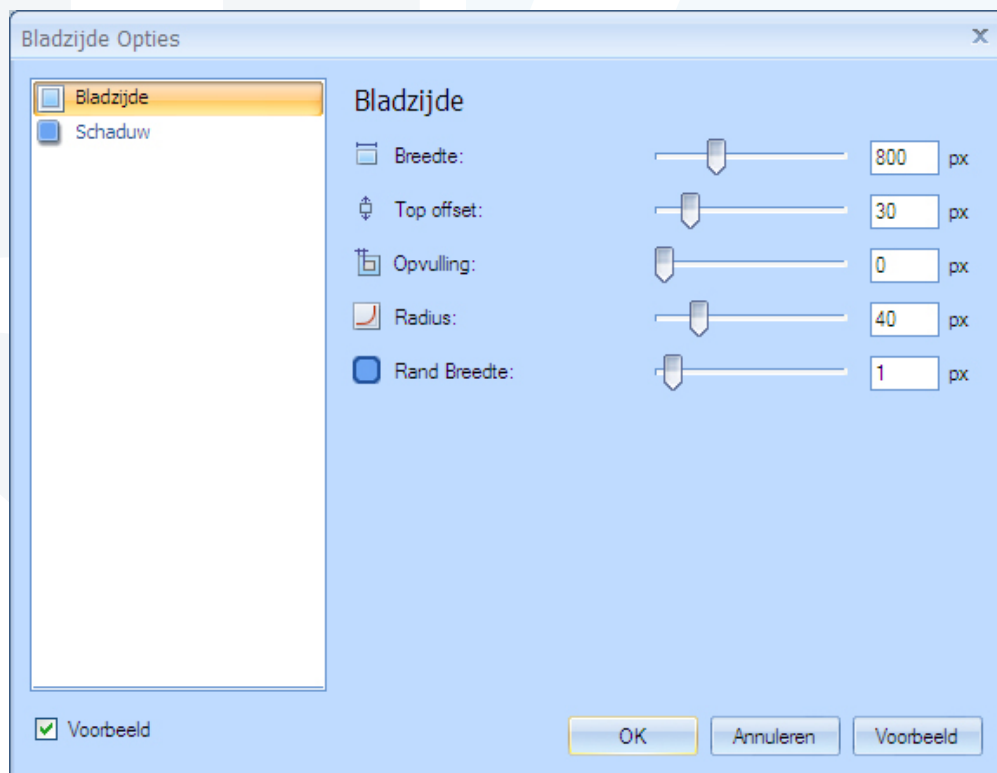 Bladzijde Opties
Bladzijde
Schaduw
Bladzijde
Breedte: 800 px
Top offset: 30 px
Opvulling: 0 px
Radius: 40 px
Rand Breedte: 1 px
Voorbeeld
OK Annuleren Voorbeeld